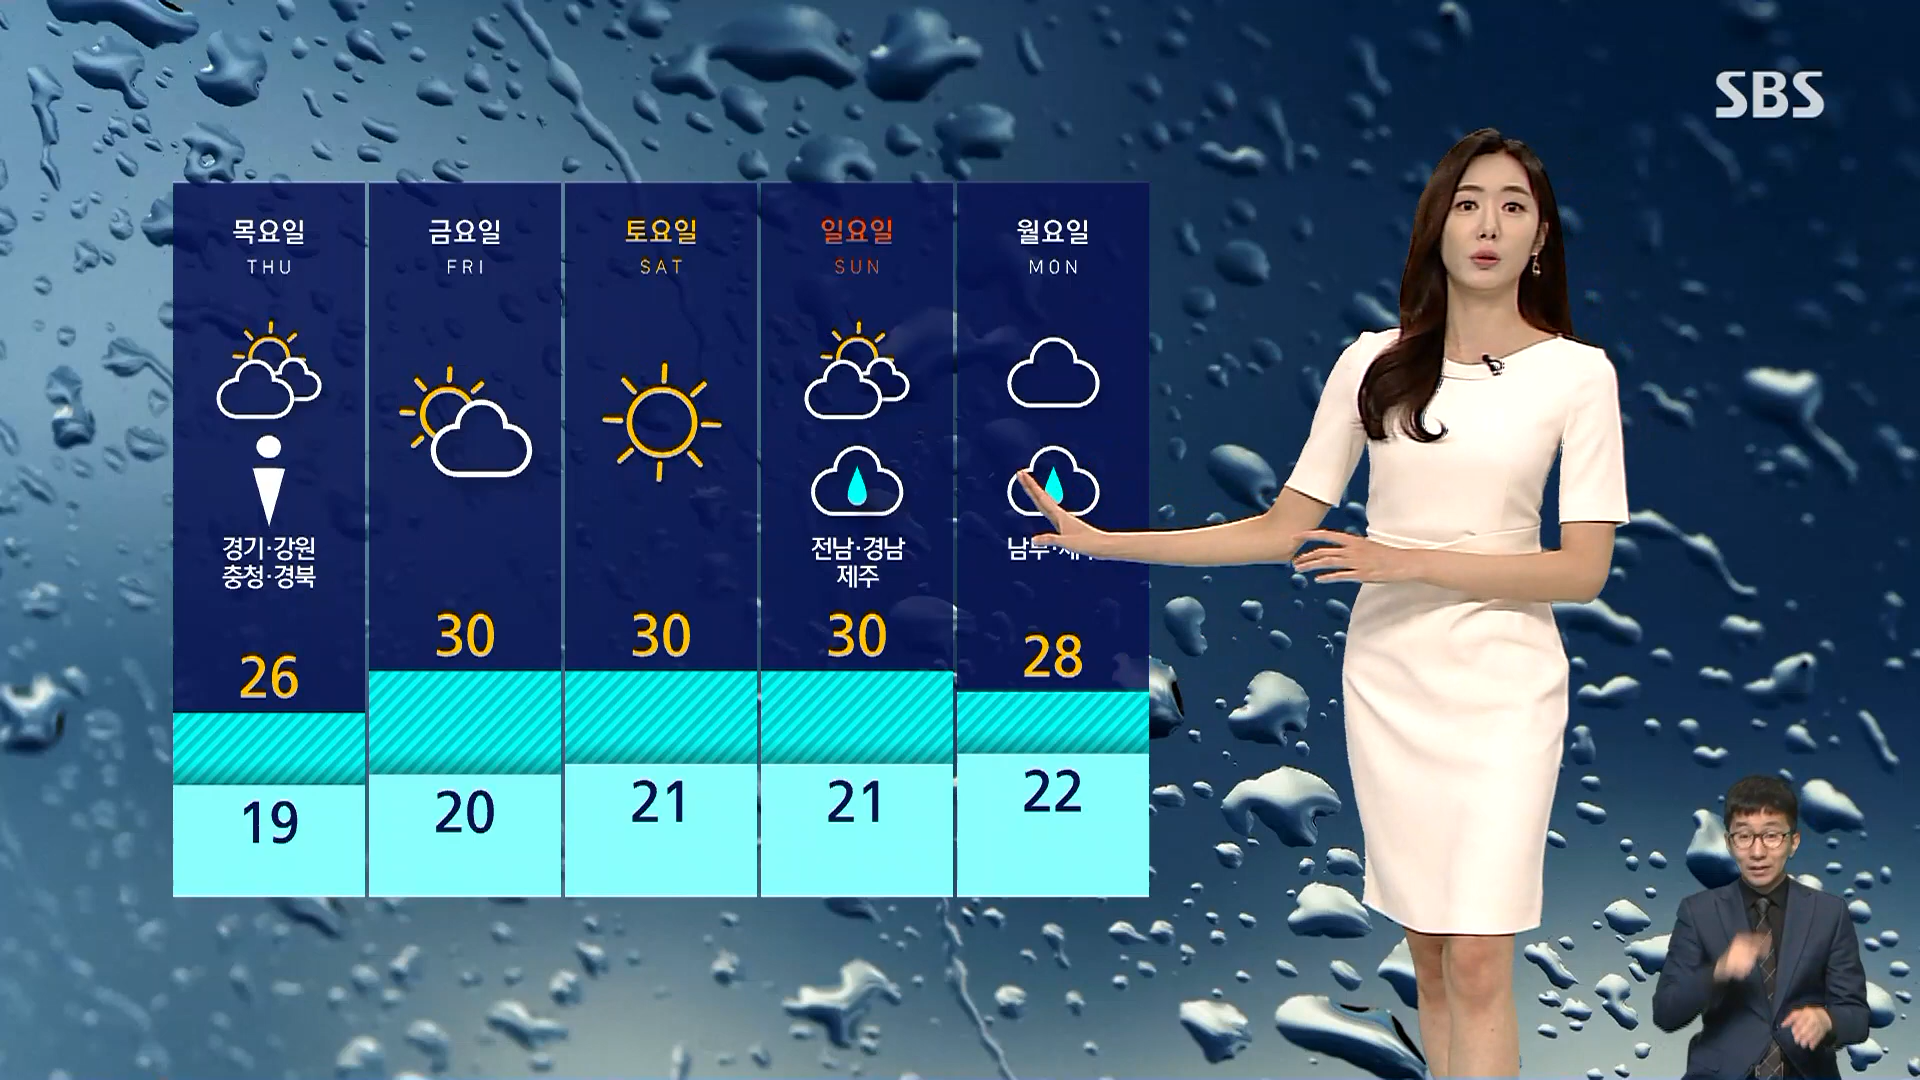 SBS
목요일
THU
경기·강원
충청·경북
26
19
금요일
FRI
30
20
토요일
SAT
30
21
일요일
SUN
전남·경남
제주
30
21
월요일
MON
28
22